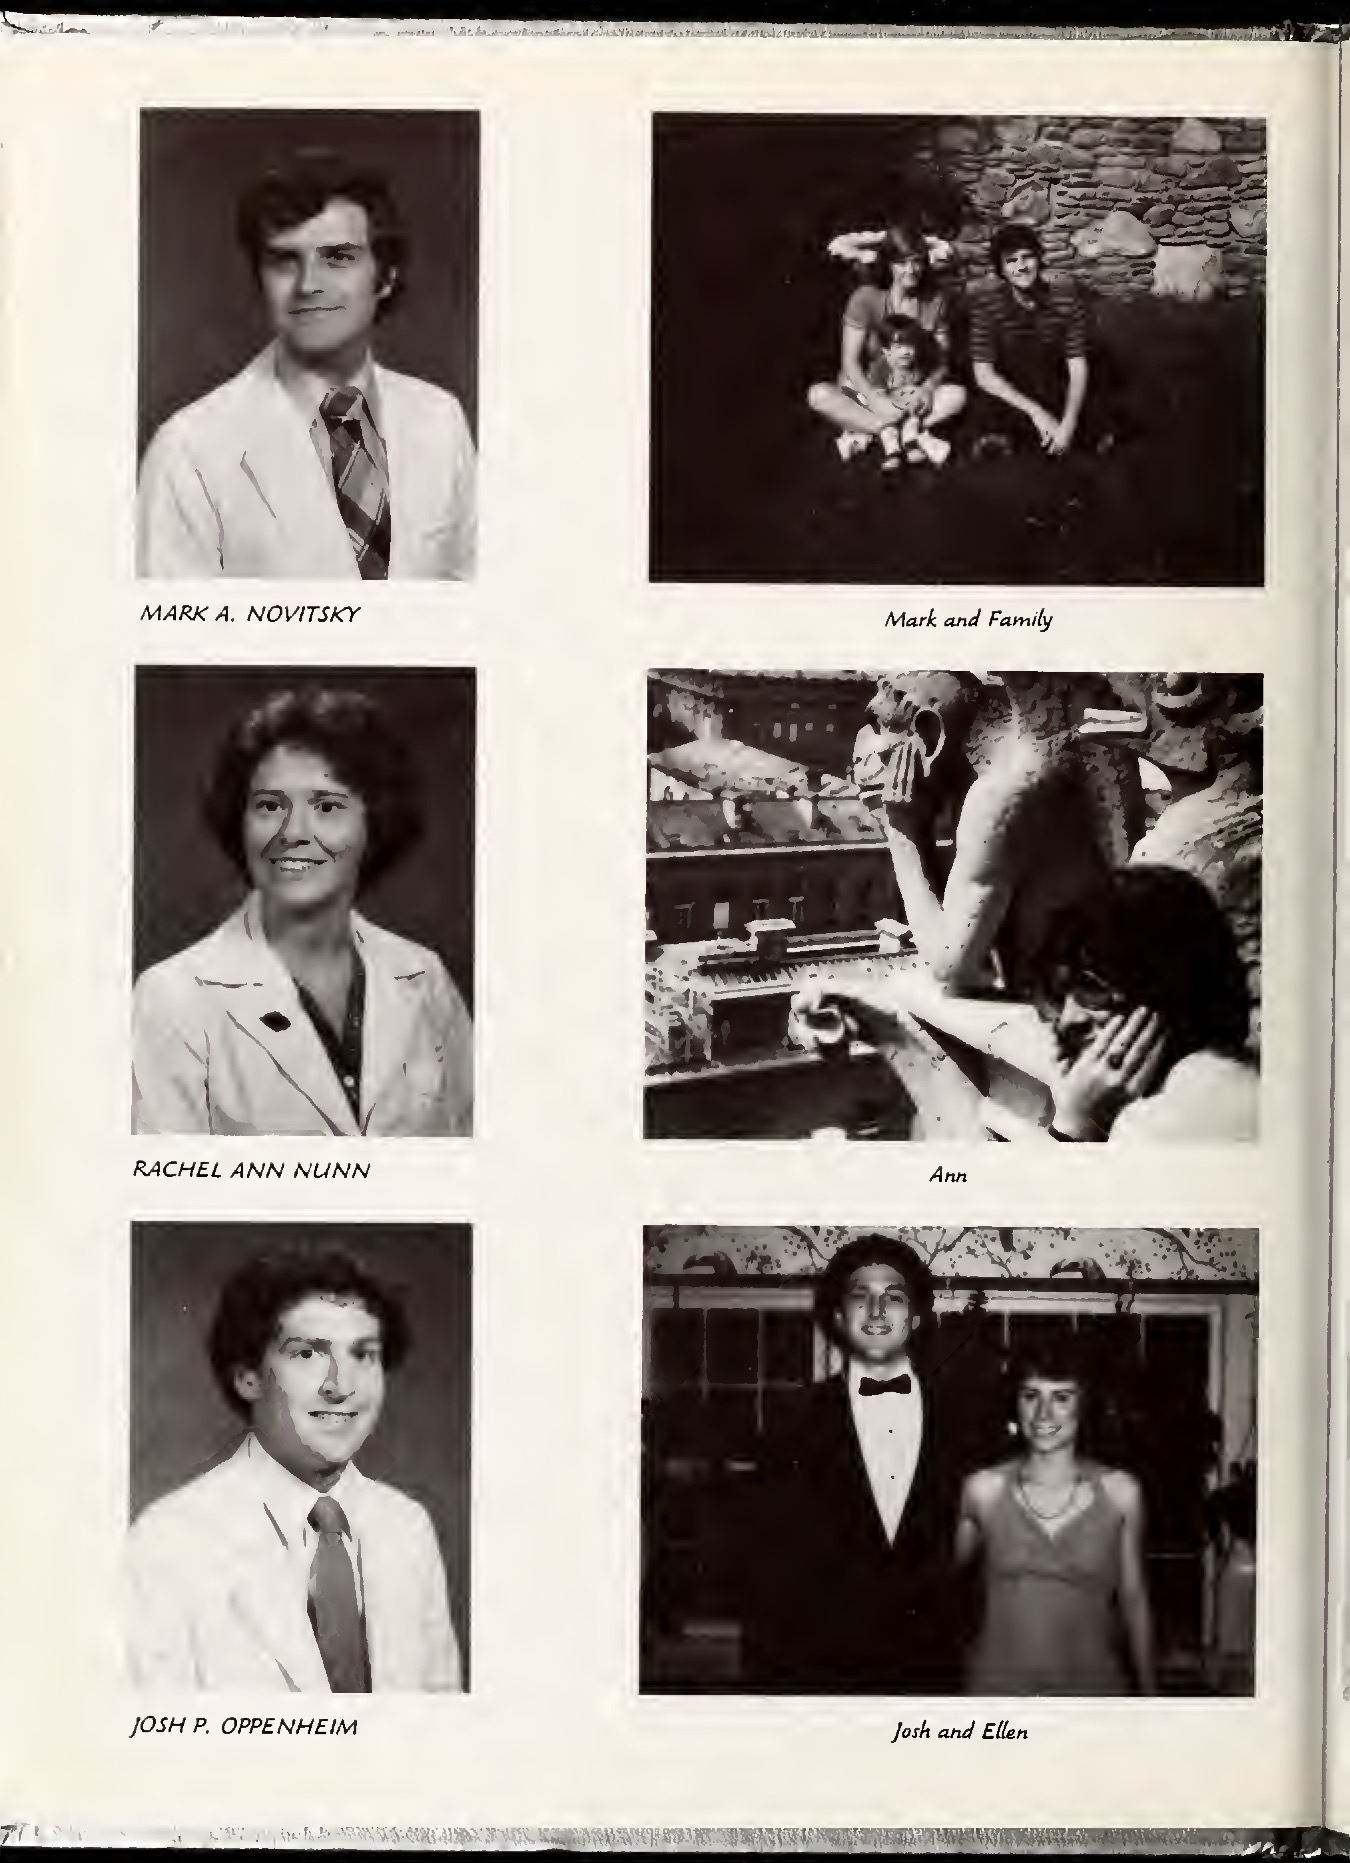 MARK A. NOVITSKY
Mark and Family
RACHEL ANN NUNN
Ann
JOSH P. OPPENHEIM
Josh and Ellen